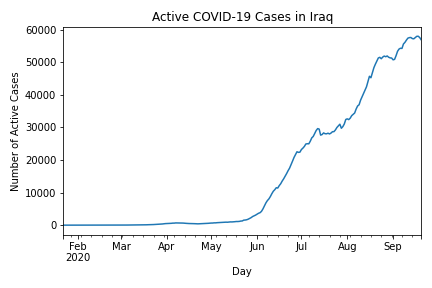 Active COVID-19 Cases in Iraq
60000
50000
40000
30000
20000
10000
0
Number of Active Cases
Feb Mar Apr May Jun Jul Aug Sep
2020
Day